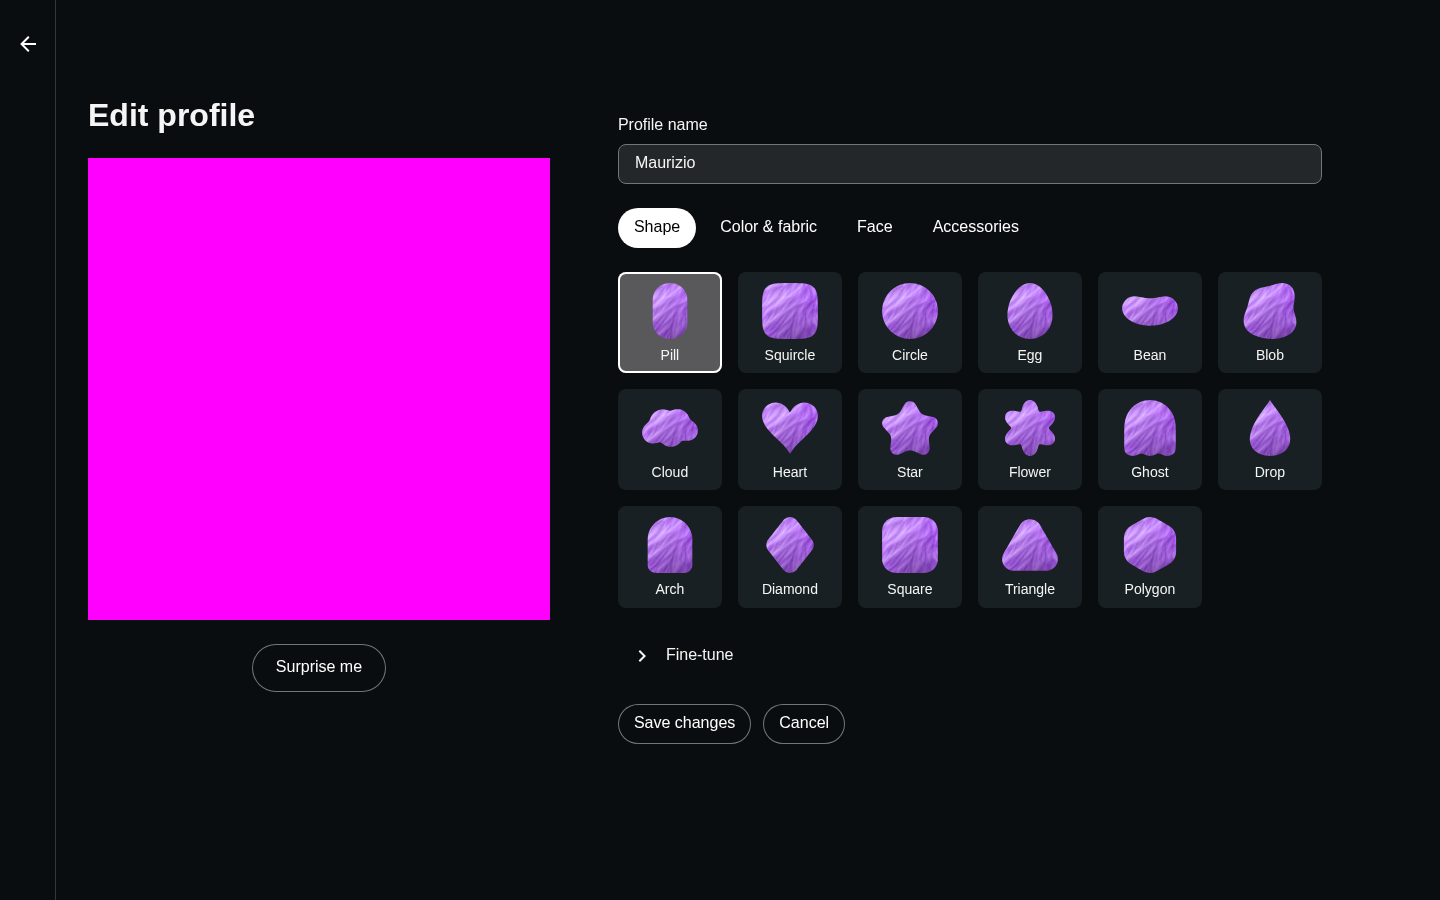 Edit profile
Profile name
Maurizio
Shape
Color & fabric
Face
Accessories
Pill
Squircle
Circle
Egg
Bean
Blob
Cloud
Heart
Star
Flower
Ghost
Drop
Arch
Diamond
Square
Triangle
Polygon
Surprise me
Fine-tune
Save changes
Cancel